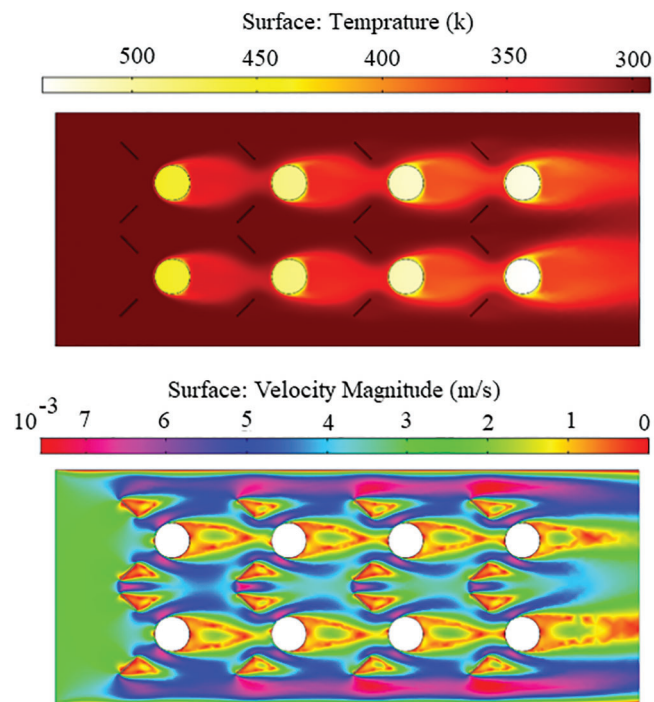 Surface: Temprature (k)
500 450 400 350 300
Surface: Velocity Magnitude (m/s)
10-3 7 6 5 4 3 2 1 0